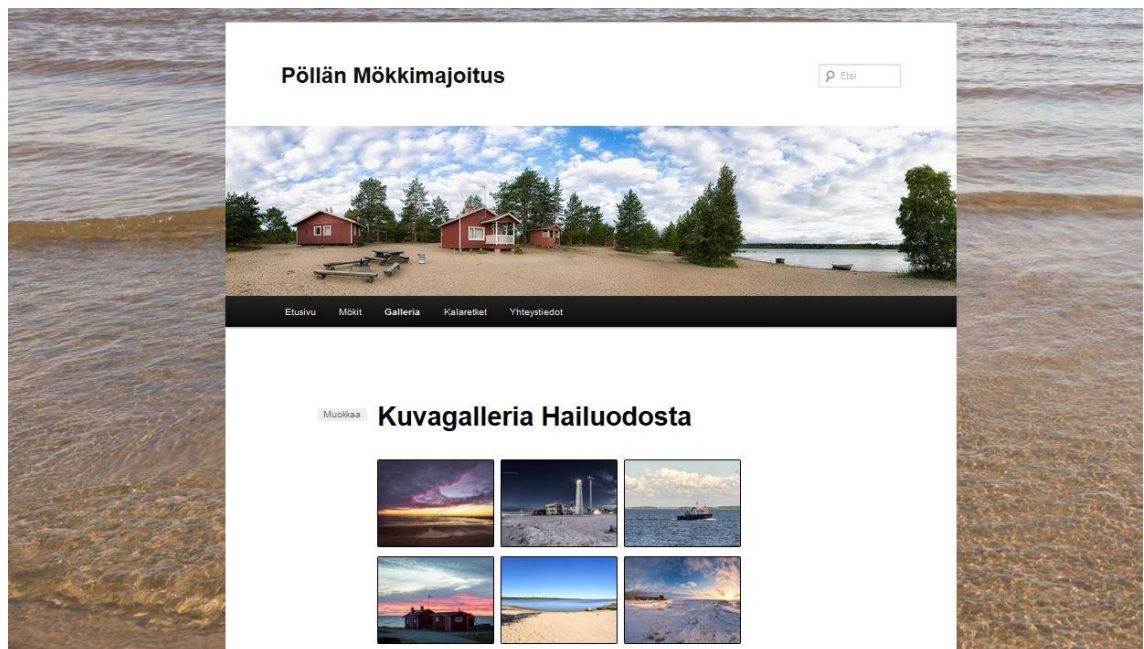 Pöllän Mökkimajoitus
Etsi
Etusivu Mökit Galleria Kalaretket Yhteystiedot
Muokkaa
Kuvagalleria Hailuodosta